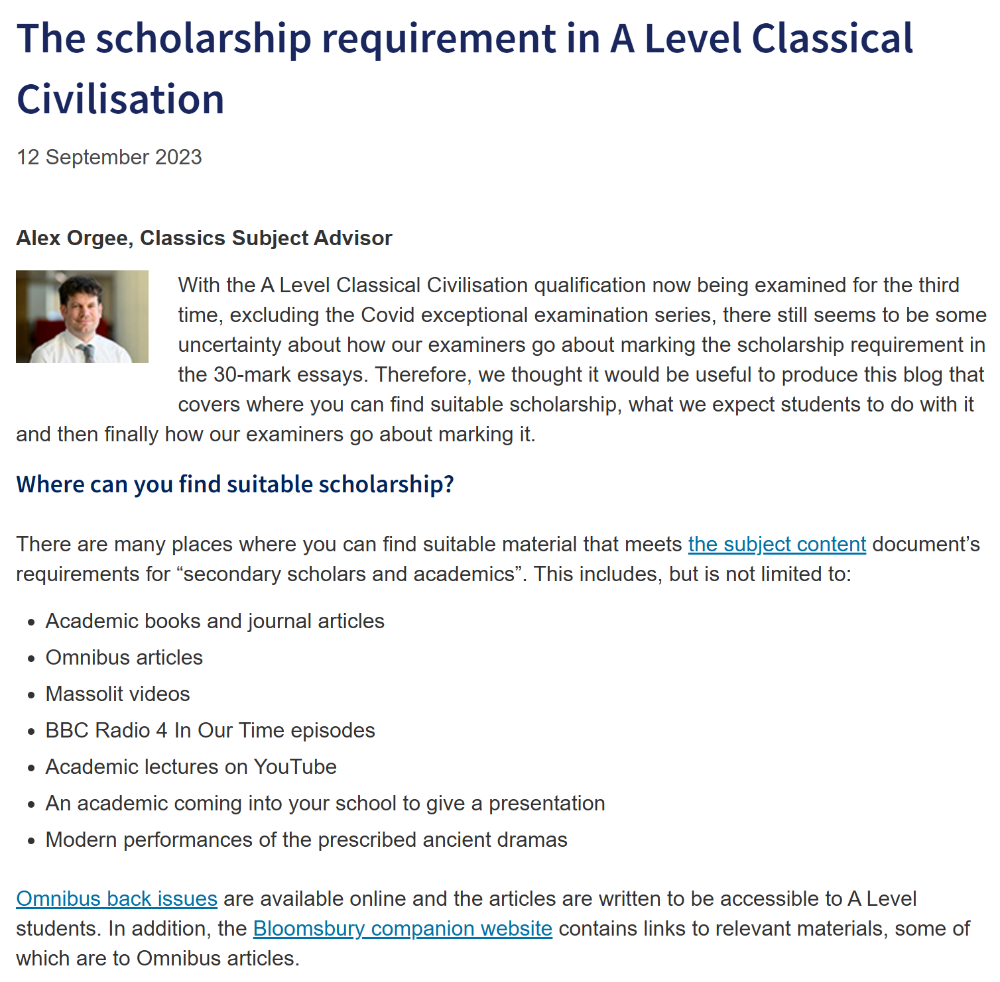 The scholarship requirement in A Level Classical
Civilisation
12 September 2023
Alex Orgee, Classics Subject Advisor
With the A Level Classical Civilisation qualification now being examined for the third
time, excluding the Covid exceptional examination series, there still seems to be some
uncertainty about how our examiners go about marking the scholarship requirement in
the 30-mark essays. Therefore, we thought it would be useful to produce this blog that
covers where you can find suitable scholarship, what we expect students to do with it
and then finally how our examiners go about marking it.
Where can you find suitable scholarship?
There are many places where you can find suitable material that meets the subject content document’s
requirements for “secondary scholars and academics”. This includes, but is not limited to:
• Academic books and journal articles
• Omnibus articles
• Massolit videos
• BBC Radio 4 In Our Time episodes
• Academic lectures on YouTube
• An academic coming into your school to give a presentation
• Modern performances of the prescribed ancient dramas
Omnibus back issues are available online and the articles are written to be accessible to A Level
students. In addition, the Bloomsbury companion website contains links to relevant materials, some of
which are to Omnibus articles.